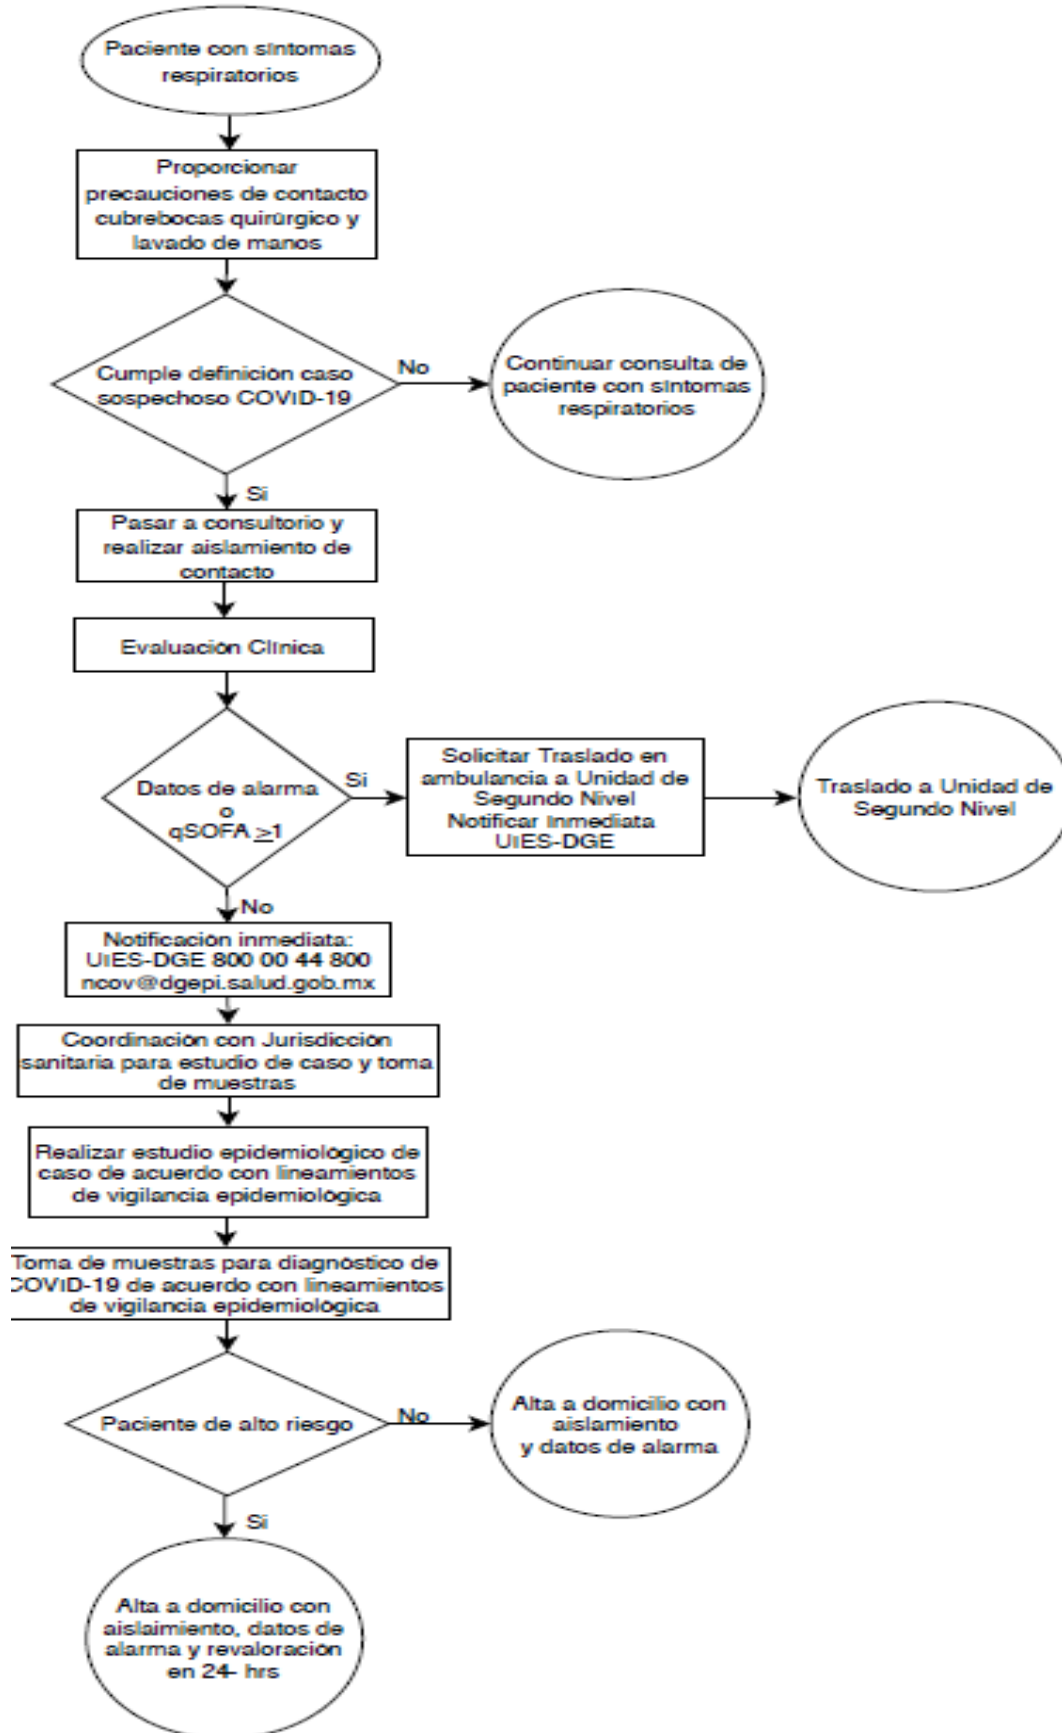 Paciente con síntomas
respiratorios
Proporcionar
precauciones de contacto
cubrebocas quirúrgico y
lavado de manos
Cumple definición caso
sospechoso COVID-19
No
Continuar consulta de
paciente con síntomas
respiratorios
Si
Pasar a consultorio y
realizar aislamiento de
contacto
Evaluación Clínica
Datos de alarma
o
qSOFA ≥1
Si
Solicitar Traslado en
ambulancia a Unidad de
Segundo Nivel
Notificar Inmediata
UIES-DGE
Traslado a Unidad de
Segundo Nivel
No
Notificación inmediata:
UIES-DGE 800 00 44 800
ncov@dgepi.salud.gob.mx
Coordinación con Jurisdicción
sanitaria para estudio de caso y toma
de muestras
Realizar estudio epidemiológico de
caso de acuerdo con lineamientos
de vigilancia epidemiológica
Toma de muestras para diagnóstico de
COVID-19 de acuerdo con lineamientos
de vigilancia epidemiológica
Paciente de alto riesgo
No
Alta a domicilio con
aislamiento
y datos de alarma
Si
Alta a domicilio con
aislaimiento, datos de
alarma y revaloración
en 24- hrs